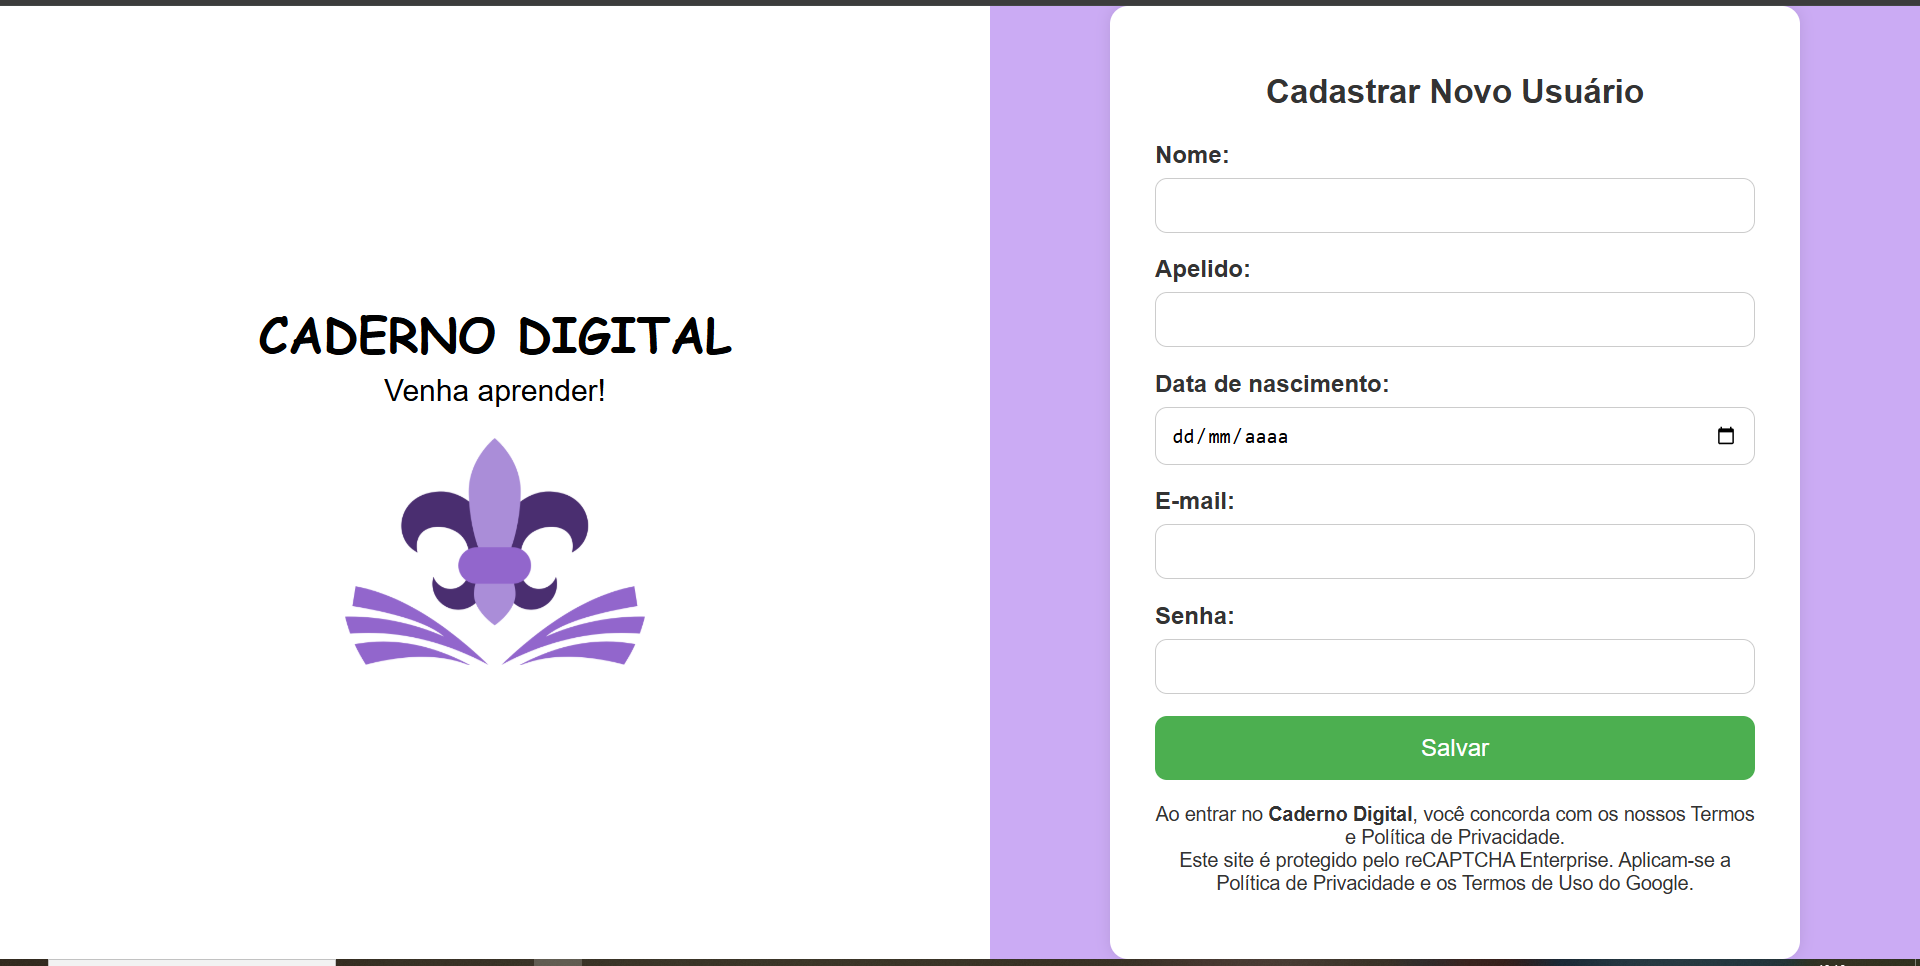 CADERNO DIGITAL
Venha aprender!
Cadastrar Novo Usuário
Nome:
Apelido:
Data de nascimento:
dd/mm/aaaa
E-mail:
Senha:
Salvar
Ao entrar no Caderno Digital, você concorda com os nossos Termos
e Política de Privacidade.
Este site é protegido pelo reCAPTCHA Enterprise. Aplicam-se a
Política de Privacidade e os Termos de Uso do Google.